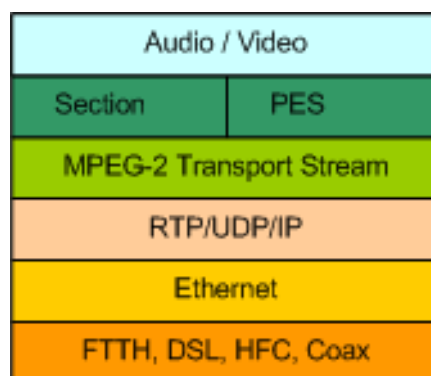 Audio / Video
Section PES
MPEG-2 Transport Stream
RTP/UDP/IP
Ethernet
FTTH, DSL, HFC, Coax